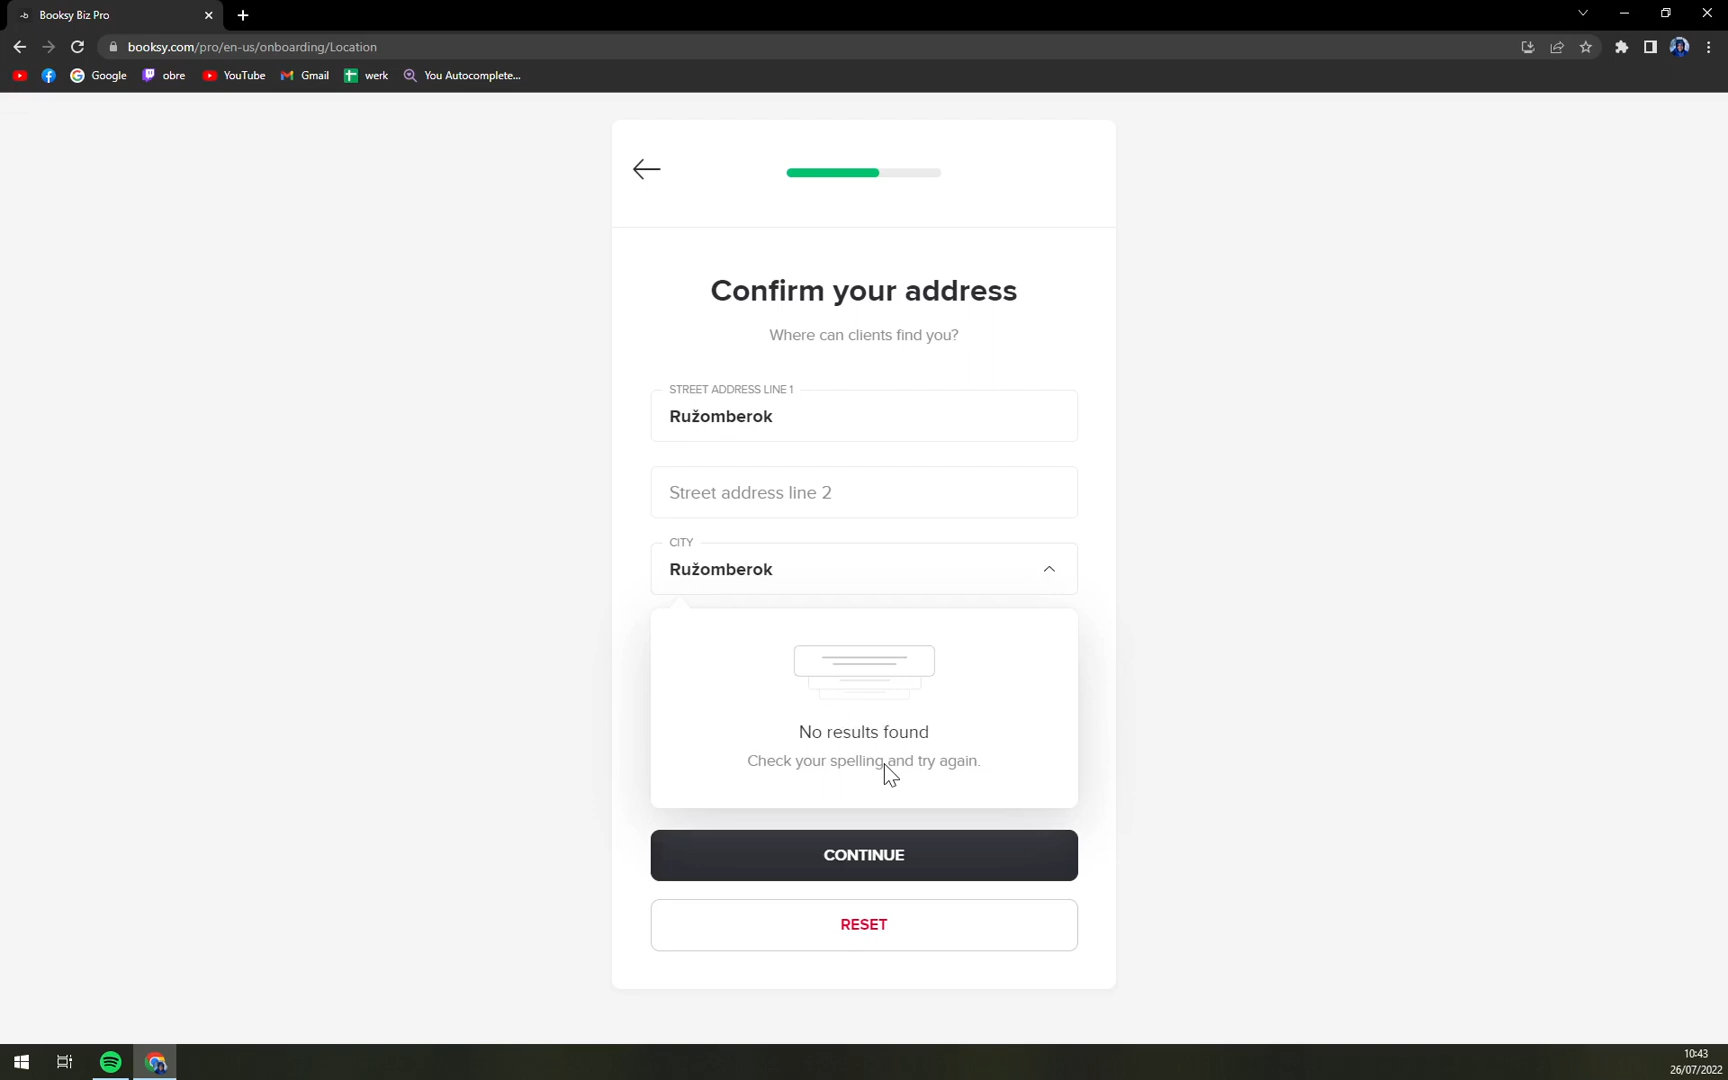 Booksy Biz Pro
booksy.com/pro/en-us/onboarding/Location
Google
obre
YouTube
Gmail
werk
You Autocomplete...
Confirm your address
Where can clients find you?
STREET ADDRESS LINE 1
Ružomberok
Street address line 2
CITY
Ružomberok
No results found
Check your spelling and try again.
CONTINUE
RESET
10:43
26/07/2022